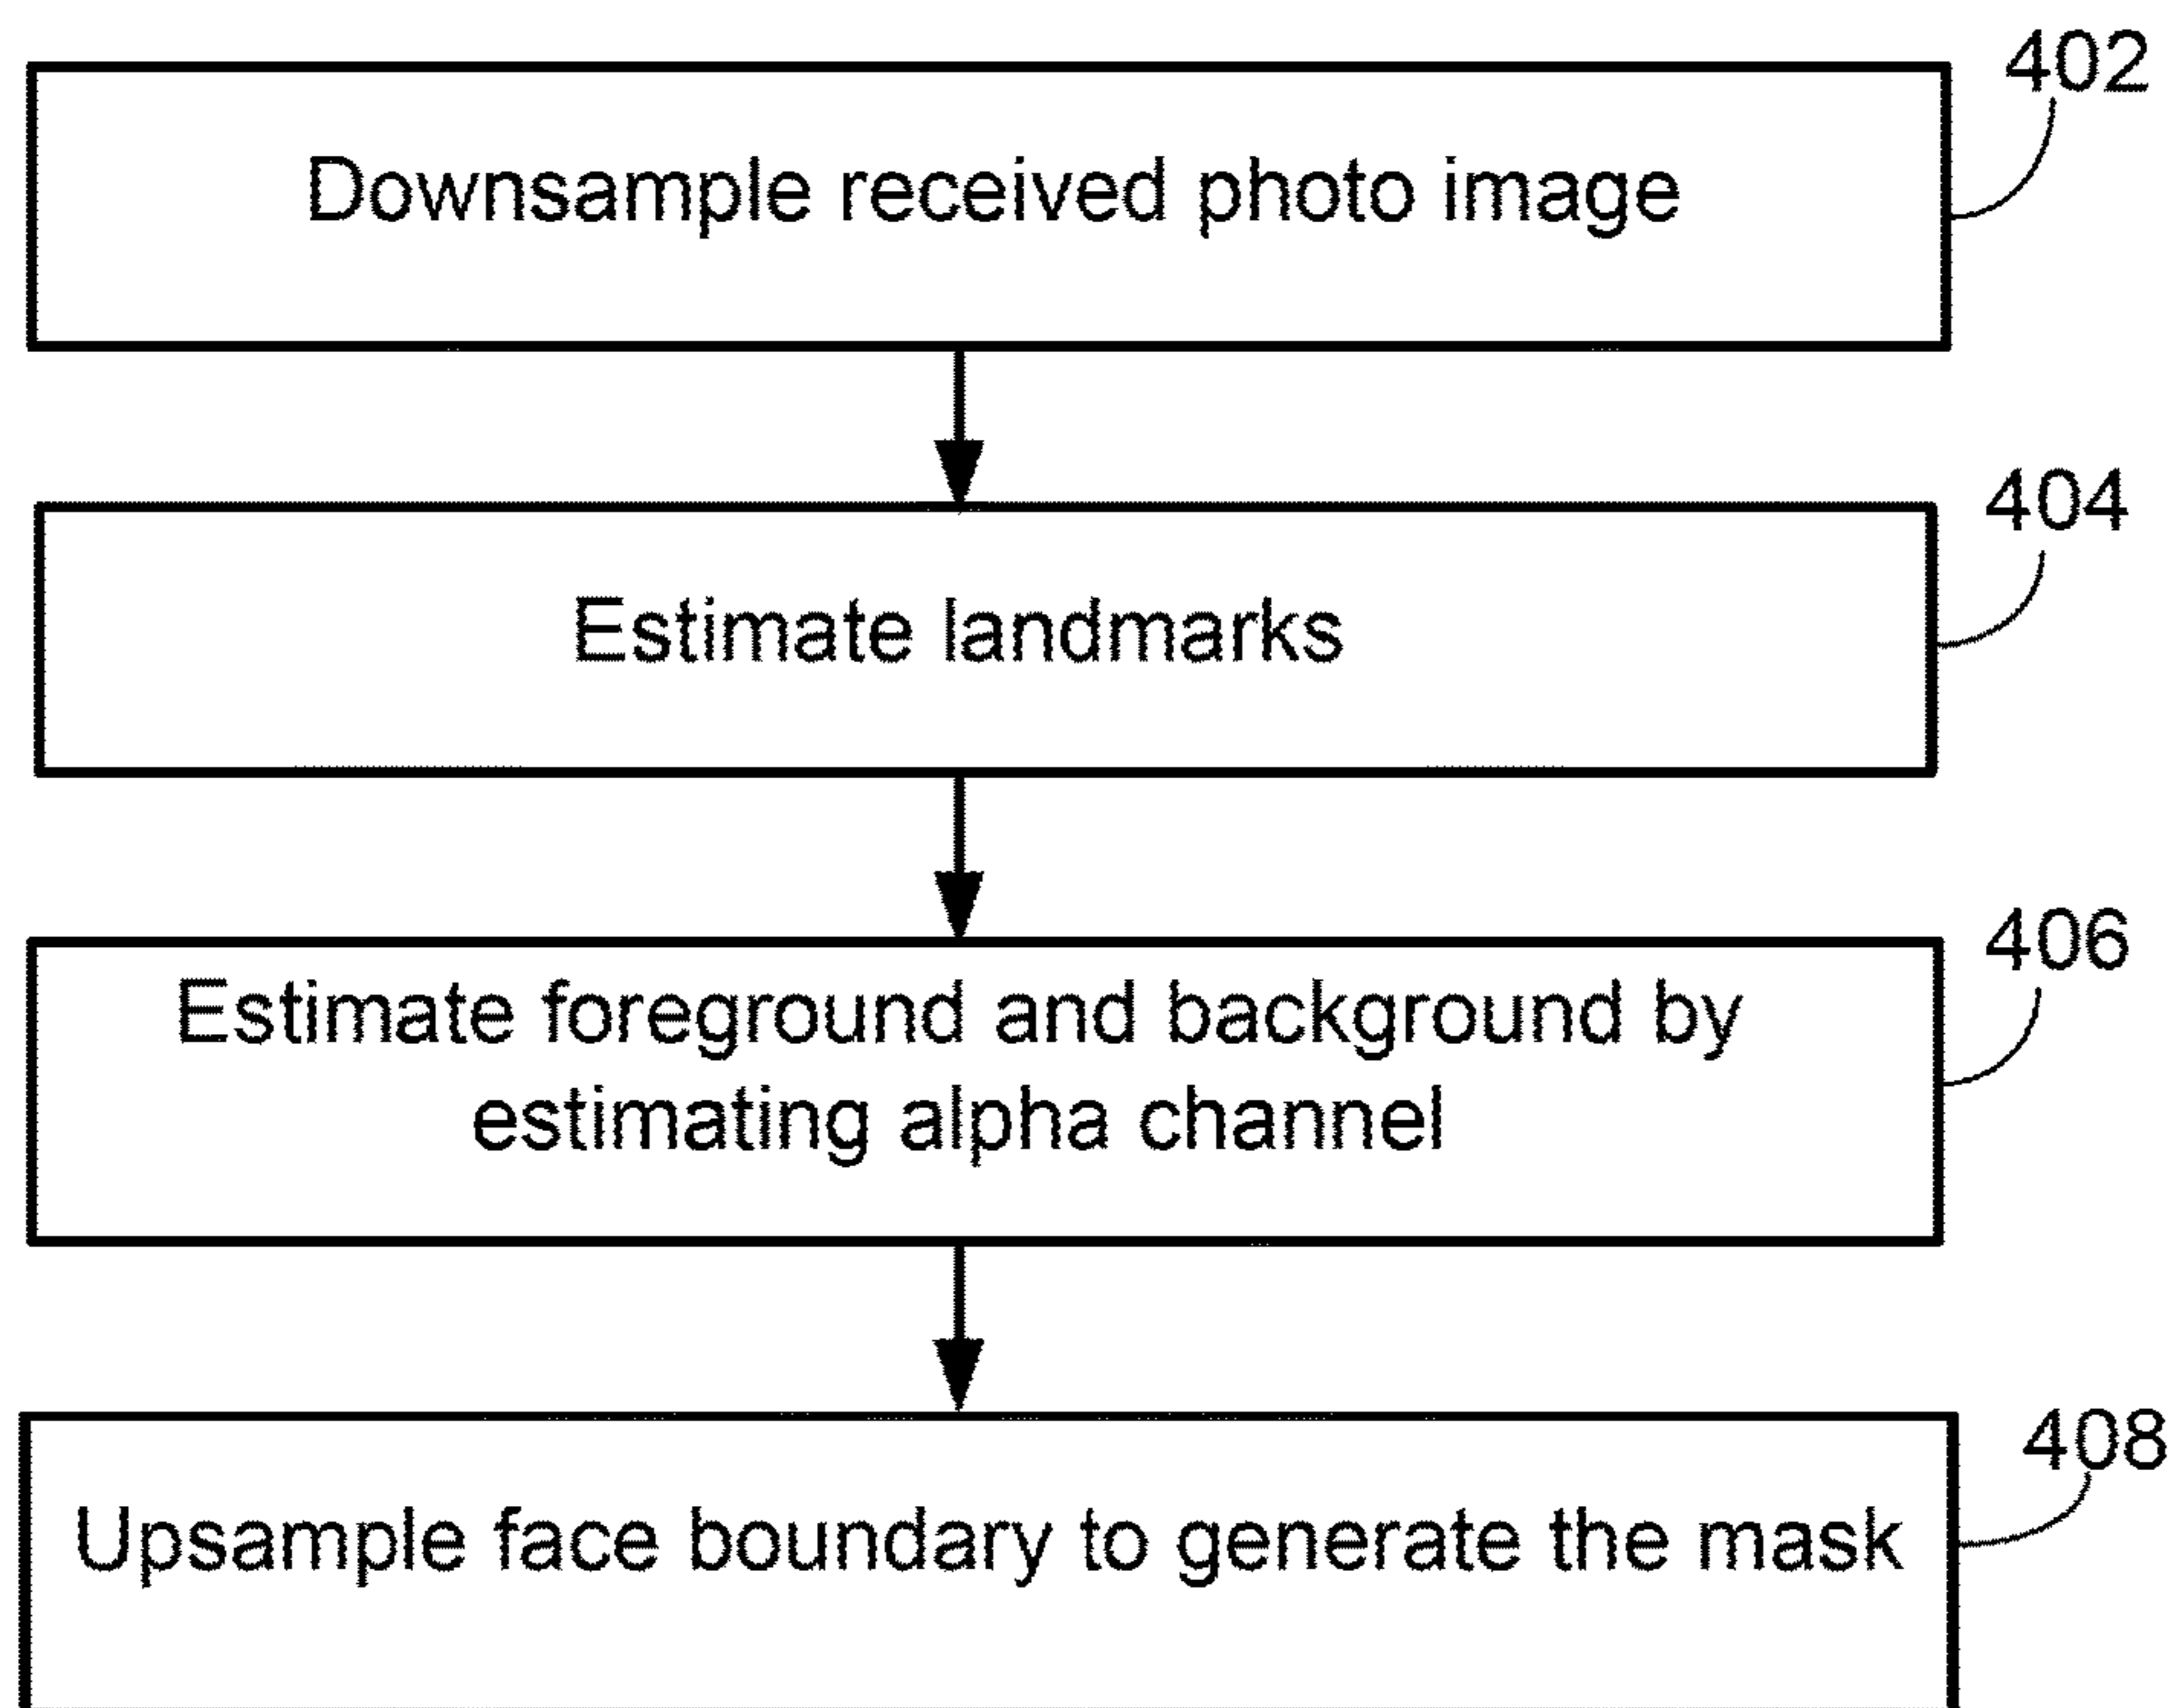 402
Downsample received photo image
404
Estimate landmarks
406
Estimate foreground and background by
estimating alpha channel
408
Upsample face boundary to generate the mask